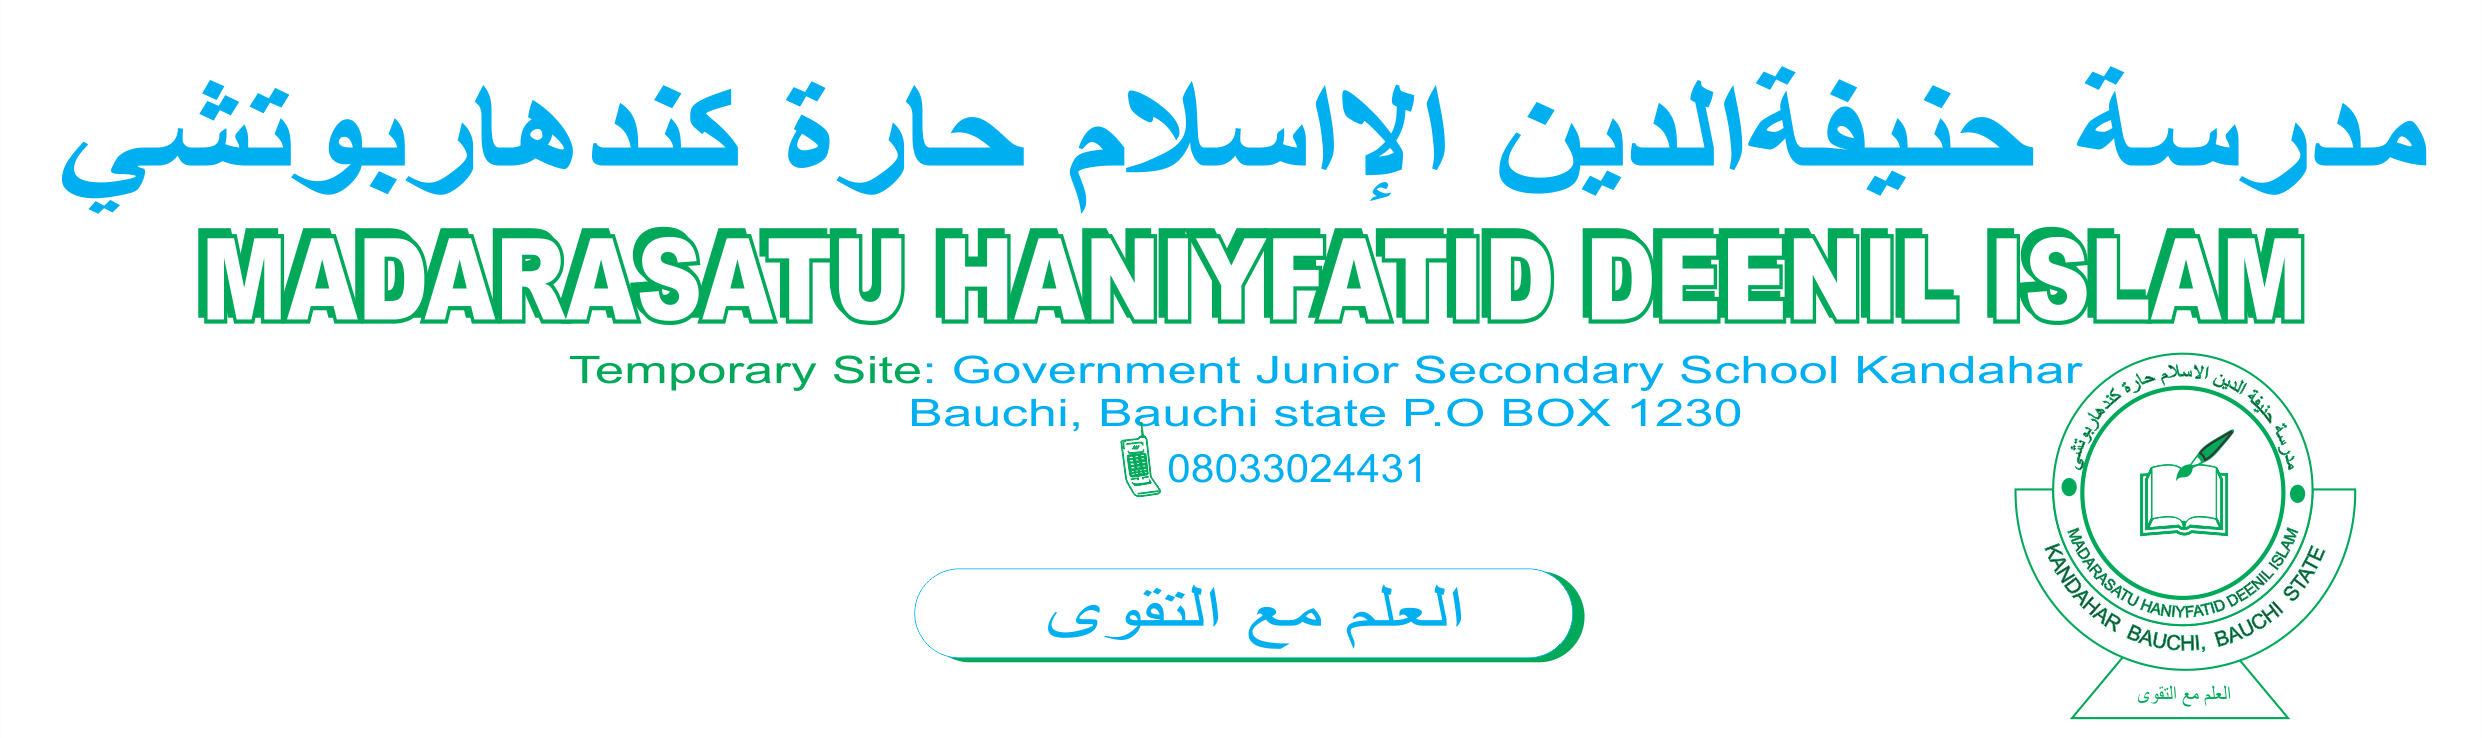 مدرسة حنيفةالدين الإاسلام حارة كندهاربوتشي
MADARASATU HANIYFATID DEENIL ISLAM
Temporary Site: Government Junior Secondary School Kandahar
Bauchi, Bauchi state P.O BOX 1230
08033024431
العلم مع التقوى
مدرسة حنيفة الدين الاسلام حارة كندهاربوتشي
MADARASATU HANIYFATID DEENIL ISLAM
KANDAHAR BAUCHI, BAUCHI STATE
العلم مع التقوى